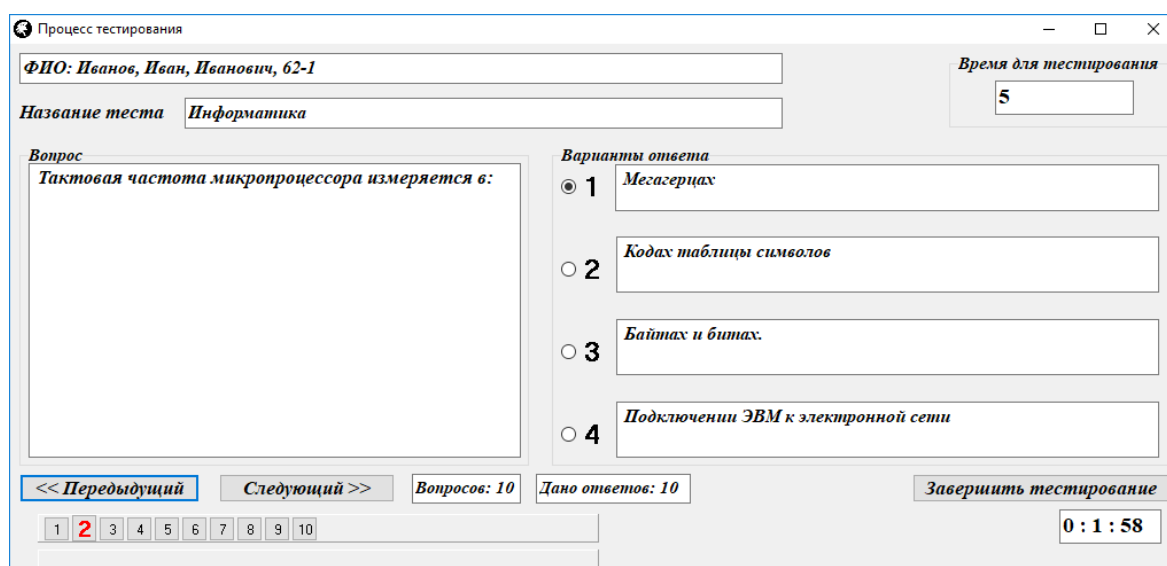 Процесс тестирования
ФИО: Иванов, Иван, Иванович, 62-1
Время для тестирования
5
Название теста Информатика
Вопрос
Тактовая частота микропроцессора измеряется в:
Варианты ответа
1 Мегагерцах
2 Кодах таблицы символов
3 Байтах и битах.
4 Подключении ЭВМ к электронной сети
<< Передыдущий Следующий >> Вопросов: 10 Дано ответов: 10 Завершить тестирование
1 2 3 4 5 6 7 8 9 10
0 : 1 : 58